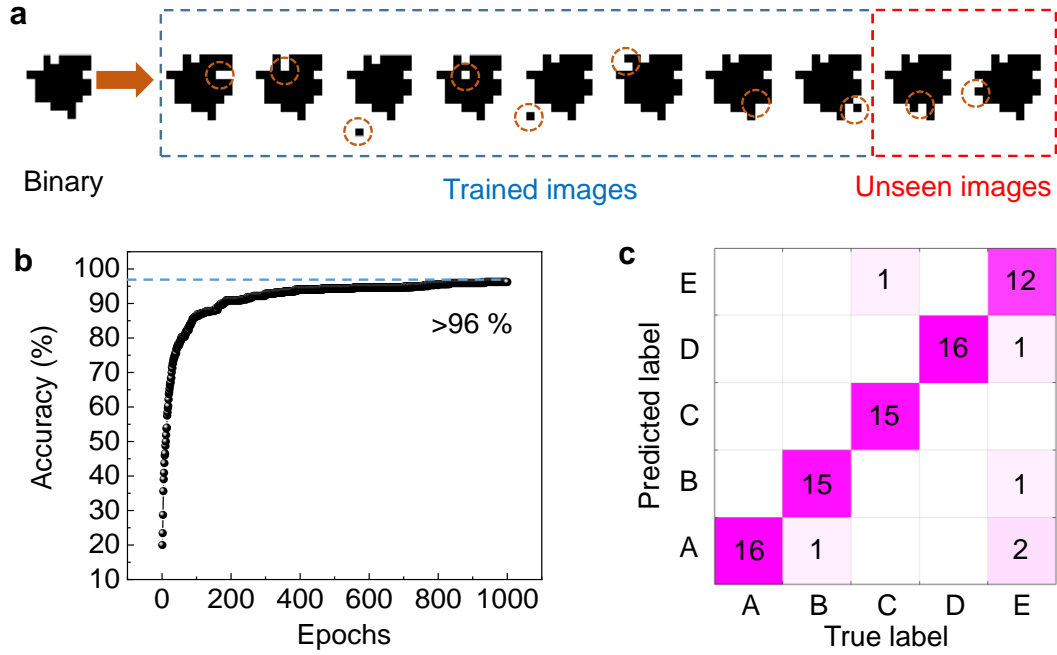 a
Binary
Trained images
Unseen images
b
100
90
80
70
60
50
40
30
20
10
Accuracy (%)
>96 %
0 200 400 600 800 1000
Epochs
c
Predicted label
E 1 12
D 16 1
C 15
B 15 1
A 16 1 2
A B C D E
True label